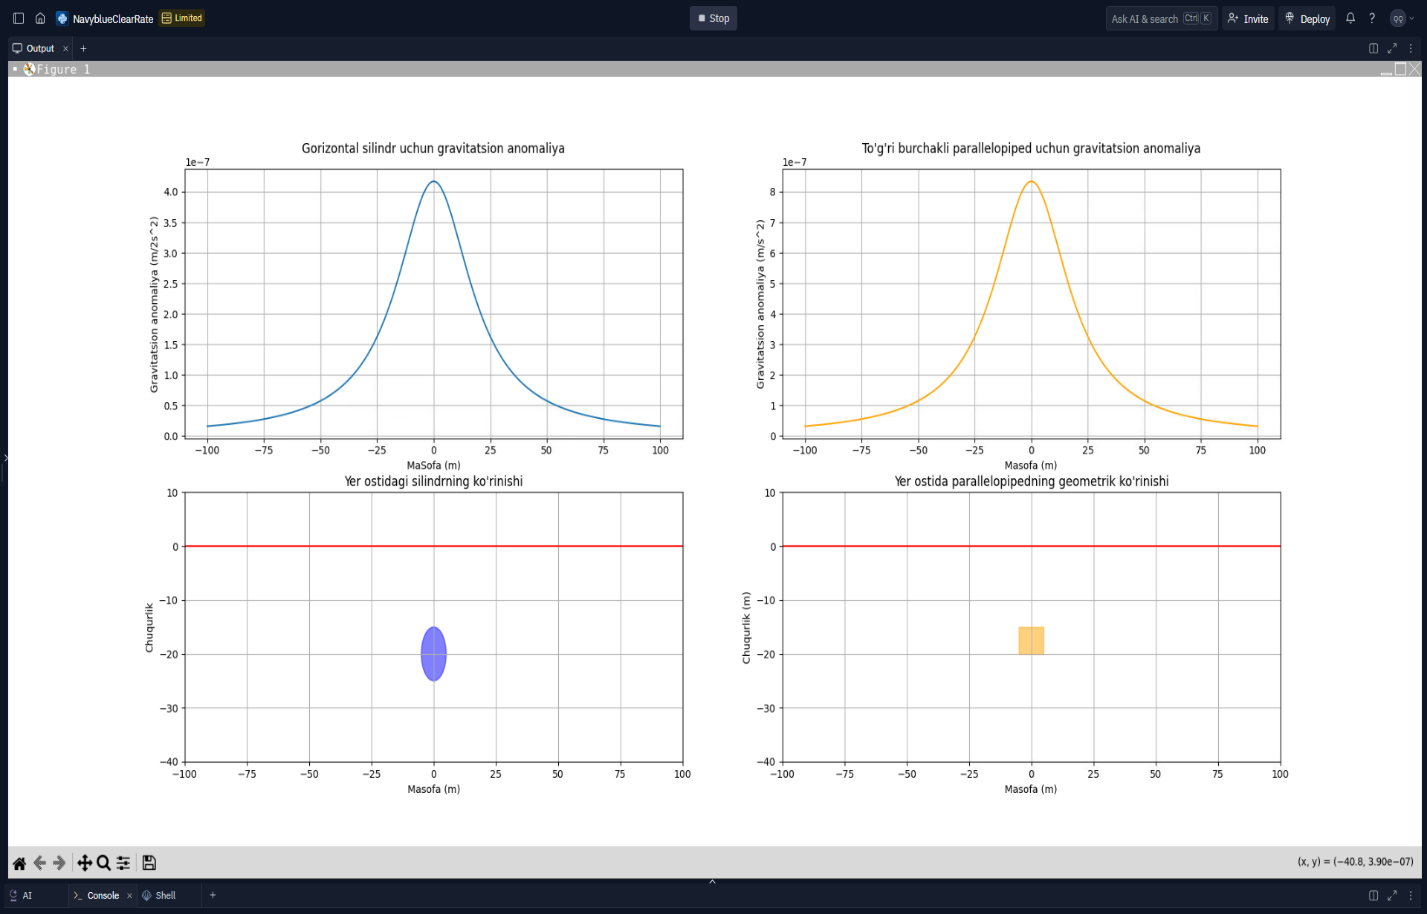 NavyblueClearRate Limited Stop Ask AI & search Ctrl K Invite Deploy ? QQ
Output × +
Figure 1
Gorizontal silindr uchun gravitatsion anomaliya
1e−7
Gravitatsion anomaliya (m/2s^2)
4.0
3.5
3.0
2.5
2.0
1.5
1.0
0.5
0.0
−100 −75 −50 −25 0 25 50 75 100
MaSofa (m)
To'g'ri burchakli parallelopiped uchun gravitatsion anomaliya
1e−7
Gravitatsion anomaliya (m/s^2)
8
7
6
5
4
3
2
1
0
−100 −75 −50 −25 0 25 50 75 100
Masofa (m)
Yer ostidagi silindrning ko'rinishi
Chuqurlik
10
0
−10
−20
−30
−40
−100 −75 −50 −25 0 25 50 75 100
Masofa (m)
Yer ostida parallelopipedning geometrik ko'rinishi
Chuqurlik (m)
10
0
−10
−20
−30
−40
−100 −75 −50 −25 0 25 50 75 100
Masofa (m)
(x, y) = (−40.8, 3.90e−07)
AI Console × Shell +